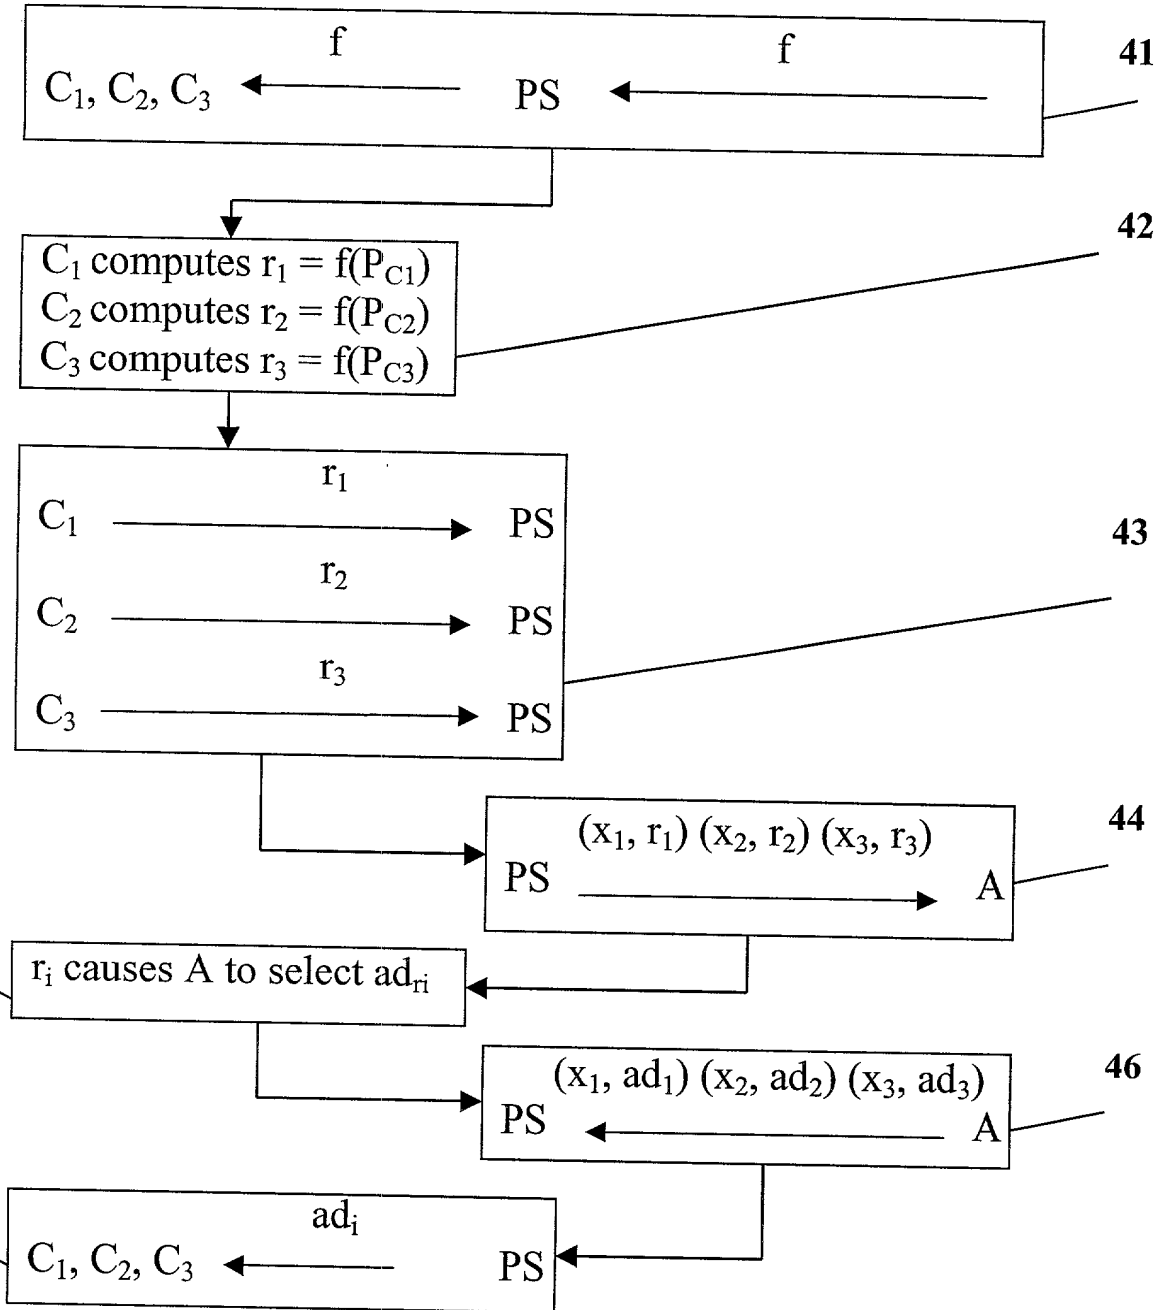 f f 41
C₁, C₂, C₃ PS
42
C₁ computes r₁ = f(P_C1)
C₂ computes r₂ = f(P_C2)
C₃ computes r₃ = f(P_C3)
r₁
C₁ PS
43
r₂
C₂ PS
r₃
C₃ PS
44
(x₁, r₁) (x₂, r₂) (x₃, r₃)
PS A
rᵢ causes A to select ad_ri
46
(x₁, ad₁) (x₂, ad₂) (x₃, ad₃)
PS A
adᵢ
C₁, C₂, C₃ PS